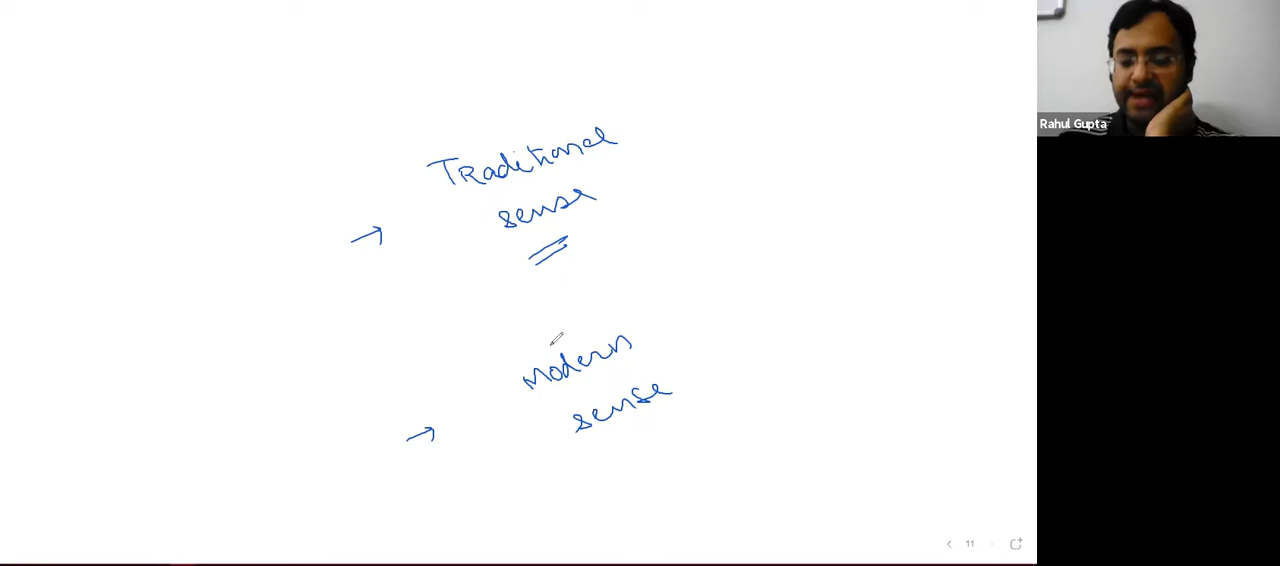 Traditional
sense
→
modern
sense
→
Rahul Gupta
11